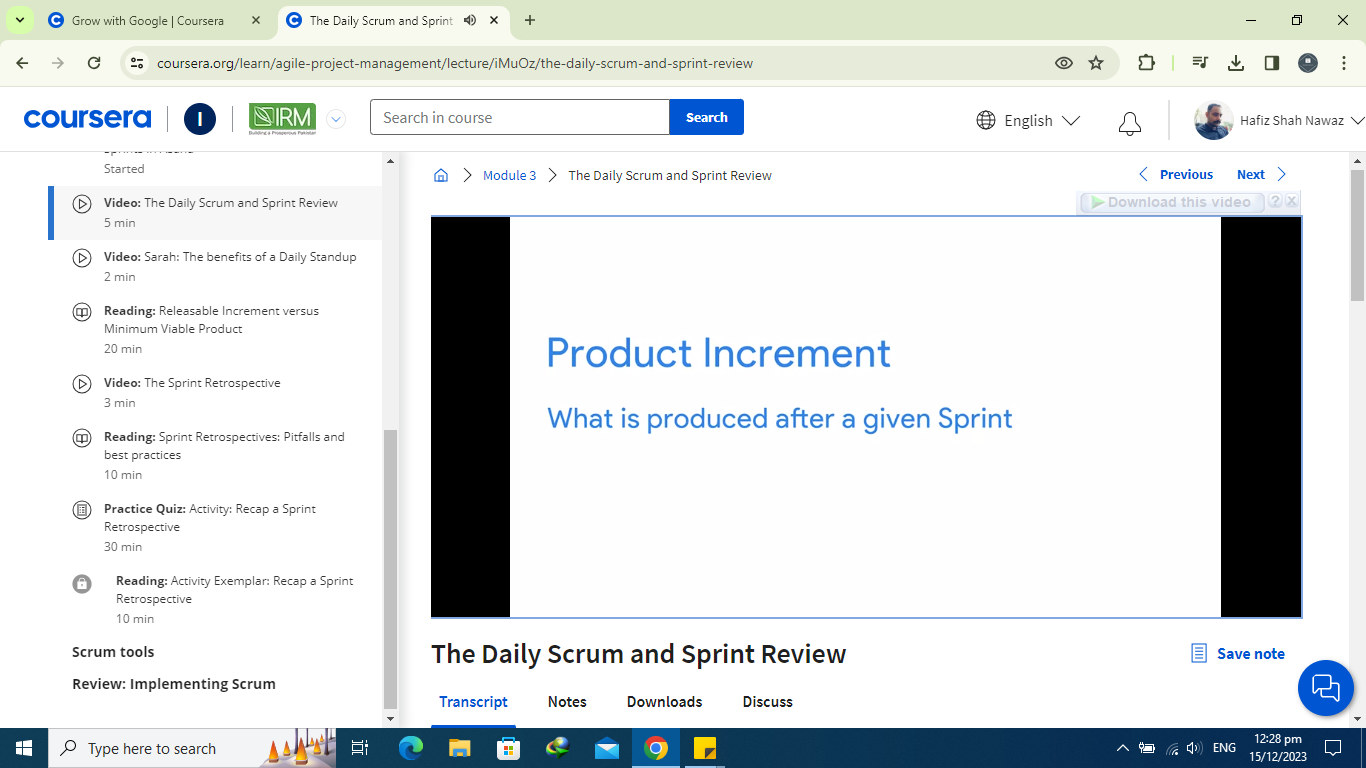 Grow with Google | Coursera
The Daily Scrum and Sprint
coursera.org/learn/agile-project-management/lecture/iMuOz/the-daily-scrum-and-sprint-review
coursera
I
IRM
Building a Prosperous Pakistan
Search in course
Search
English
Hafiz Shah Nawaz
Started
Video: The Daily Scrum and Sprint Review
5 min
Video: Sarah: The benefits of a Daily Standup
2 min
Reading: Releasable Increment versus
Minimum Viable Product
20 min
Video: The Sprint Retrospective
3 min
Reading: Sprint Retrospectives: Pitfalls and
best practices
10 min
Practice Quiz: Activity: Recap a Sprint
Retrospective
30 min
Reading: Activity Exemplar: Recap a Sprint
Retrospective
10 min
Scrum tools
Review: Implementing Scrum
Module 3
The Daily Scrum and Sprint Review
Previous
Next
Download this video ? X
Product Increment
What is produced after a given Sprint
The Daily Scrum and Sprint Review
Save note
Transcript
Notes
Downloads
Discuss
Type here to search
ENG
12:28 pm
15/12/2023